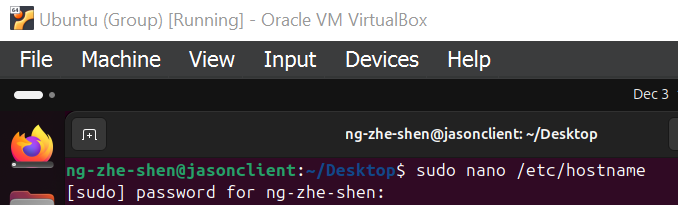 Ubuntu (Group) [Running] - Oracle VM VirtualBox
File Machine View Input Devices Help
Dec 3
ng-zhe-shen@jasonclient: ~/Desktop
ng-zhe-shen@jasonclient:~/Desktop$ sudo nano /etc/hostname
[sudo] password for ng-zhe-shen: